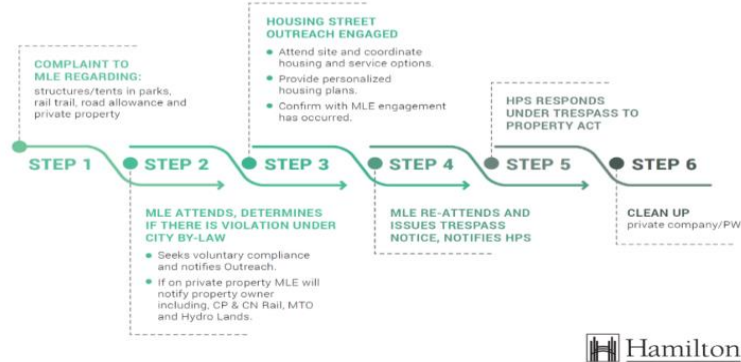 HOUSING STREET
OUTREACH ENGAGED
• Attend site and coordinate
housing and service options.
• Provide personalized
housing plans.
• Confirm with MLE engagement
has occurred.
COMPLAINT TO
MLE REGARDING:
structures/tents in parks,
rail trail, road allowance and
private property
HPS RESPONDS
UNDER TRESPASS TO
PROPERTY ACT
STEP 1
STEP 2
STEP 3
STEP 4
STEP 5
STEP 6
MLE ATTENDS, DETERMINES
IF THERE IS VIOLATION UNDER
CITY BY-LAW
• Seeks voluntary compliance
and notifies Outreach.
• If on private property MLE will
notify property owner
including, CP & CN Rail, MTO
and Hydro Lands.
MLE RE-ATTENDS AND
ISSUES TRESPASS
NOTICE, NOTIFIES HPS
CLEAN UP
private company/PW
Hamilton